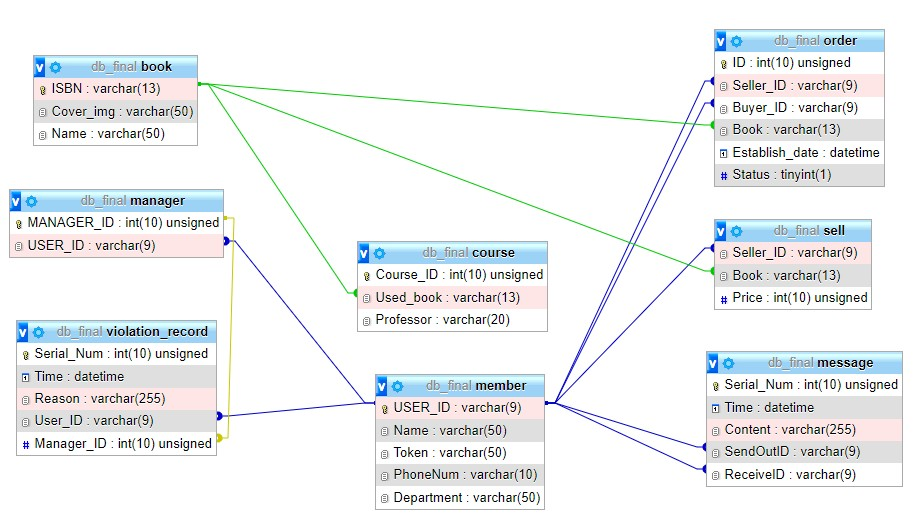 db_final book
ISBN : varchar(13)
Cover_img : varchar(50)
Name : varchar(50)
db_final manager
MANAGER_ID : int(10) unsigned
USER_ID : varchar(9)
db_final violation_record
Serial_Num : int(10) unsigned
Time : datetime
Reason : varchar(255)
User_ID : varchar(9)
Manager_ID : int(10) unsigned
db_final course
Course_ID : int(10) unsigned
Used_book : varchar(13)
Professor : varchar(20)
db_final member
USER_ID : varchar(9)
Name : varchar(50)
Token : varchar(50)
PhoneNum : varchar(10)
Department : varchar(50)
db_final order
ID : int(10) unsigned
Seller_ID : varchar(9)
Buyer_ID : varchar(9)
Book : varchar(13)
Establish_date : datetime
Status : tinyint(1)
db_final sell
Seller_ID : varchar(9)
Book : varchar(13)
Price : int(10) unsigned
db_final message
Serial_Num : int(10) unsigned
Time : datetime
Content : varchar(255)
SendOutID : varchar(9)
ReceiveID : varchar(9)